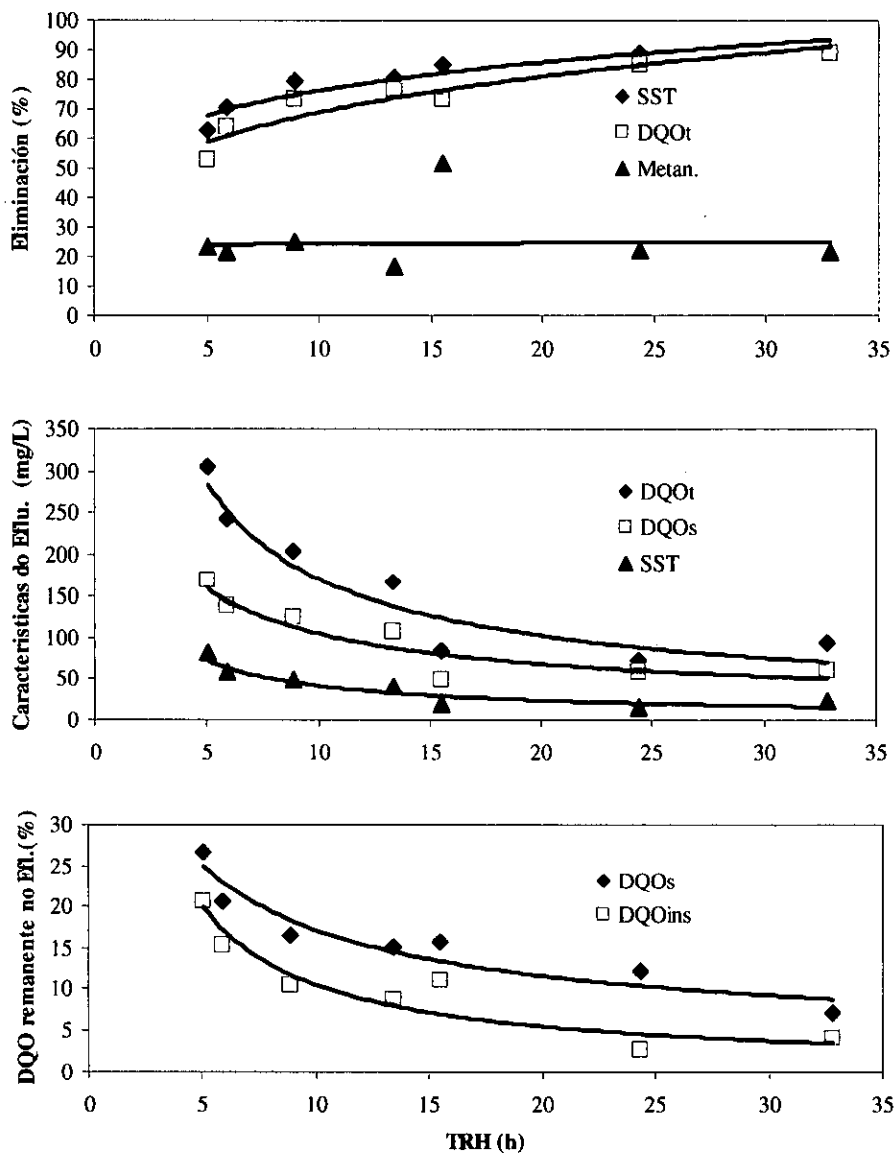 Eliminación (%)
100
90
80
70
60
50
40
30
20
10
0
SST
DQOt
Metan.
0 5 10 15 20 25 30 35
Caracteristicas do Eflu. (mg/L)
350
300
250
200
150
100
50
0
DQOt
DQOs
SST
0 5 10 15 20 25 30 35
DQO remanente no Efl.(%)
30
25
20
15
10
5
0
DQOs
DQOins
0 5 10 15 20 25 30 35
TRH (h)